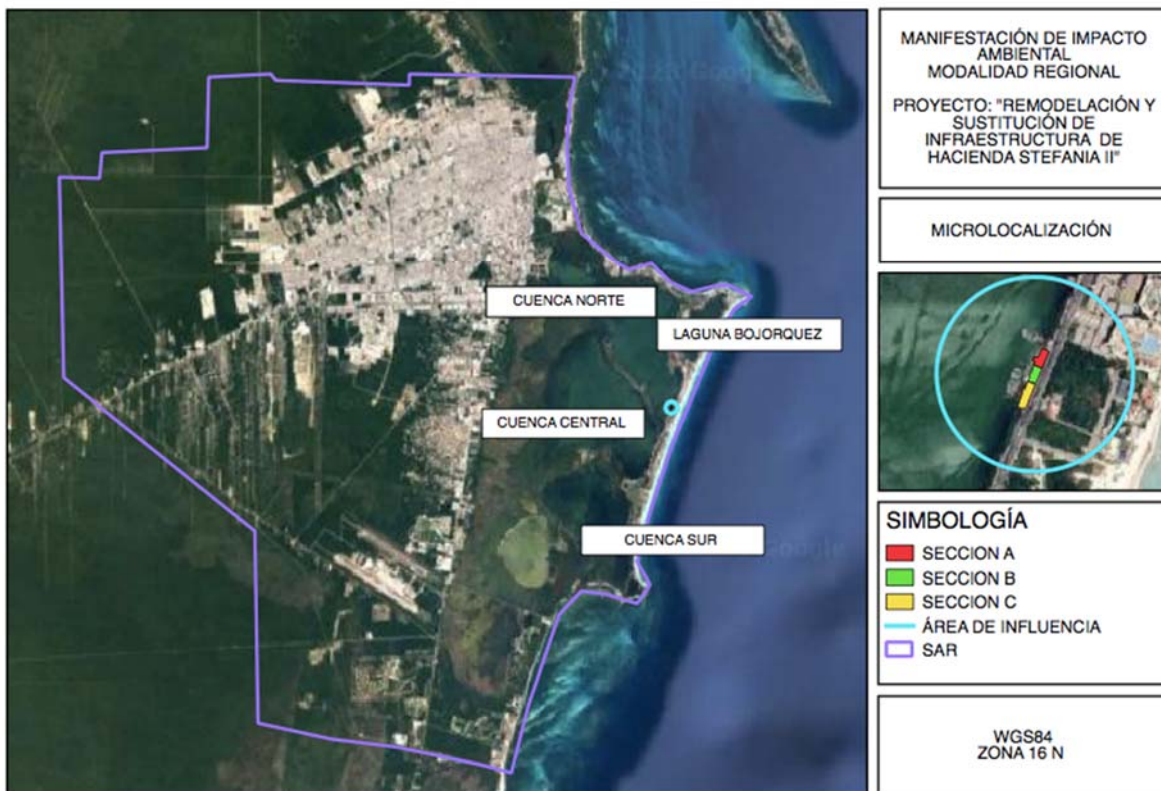 MANIFESTACIÓN DE IMPACTO
AMBIENTAL
MODALIDAD REGIONAL
PROYECTO: "REMODELACIÓN Y
SUSTITUCIÓN DE
INFRAESTRUCTURA DE
HACIENDA STEFANIA II"
MICROLOCALIZACIÓN
CUENCA NORTE
LAGUNA BOJORQUEZ
CUENCA CENTRAL
CUENCA SUR
SIMBOLOGÍA
SECCION A
SECCION B
SECCION C
ÁREA DE INFLUENCIA
SAR
WGS84
ZONA 16 N